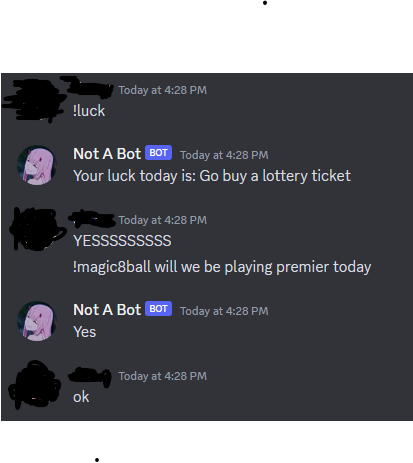 Today at 4:28 PM
!luck
Not A Bot BOT Today at 4:28 PM
Your luck today is: Go buy a lottery ticket
Today at 4:28 PM
YESSSSSSSSS
!magic8ball will we be playing premier today
Not A Bot BOT Today at 4:28 PM
Yes
Today at 4:28 PM
ok